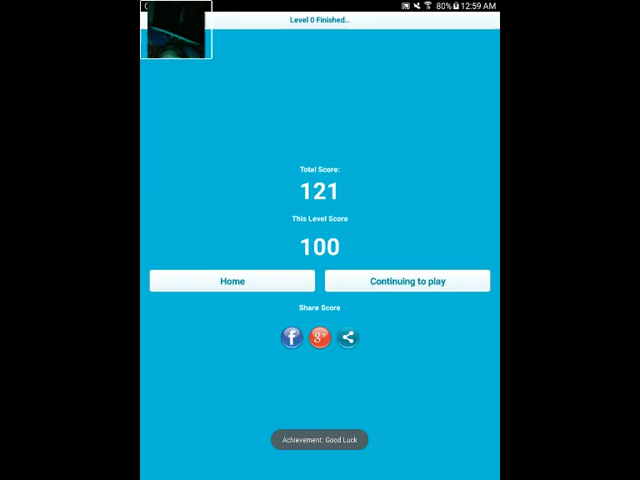 80% 12:59 AM
Level 0 Finished..
Total Score:
121
This Level Score
100
Home Continuing to play
Share Score
f g+
Achievement: Good Luck